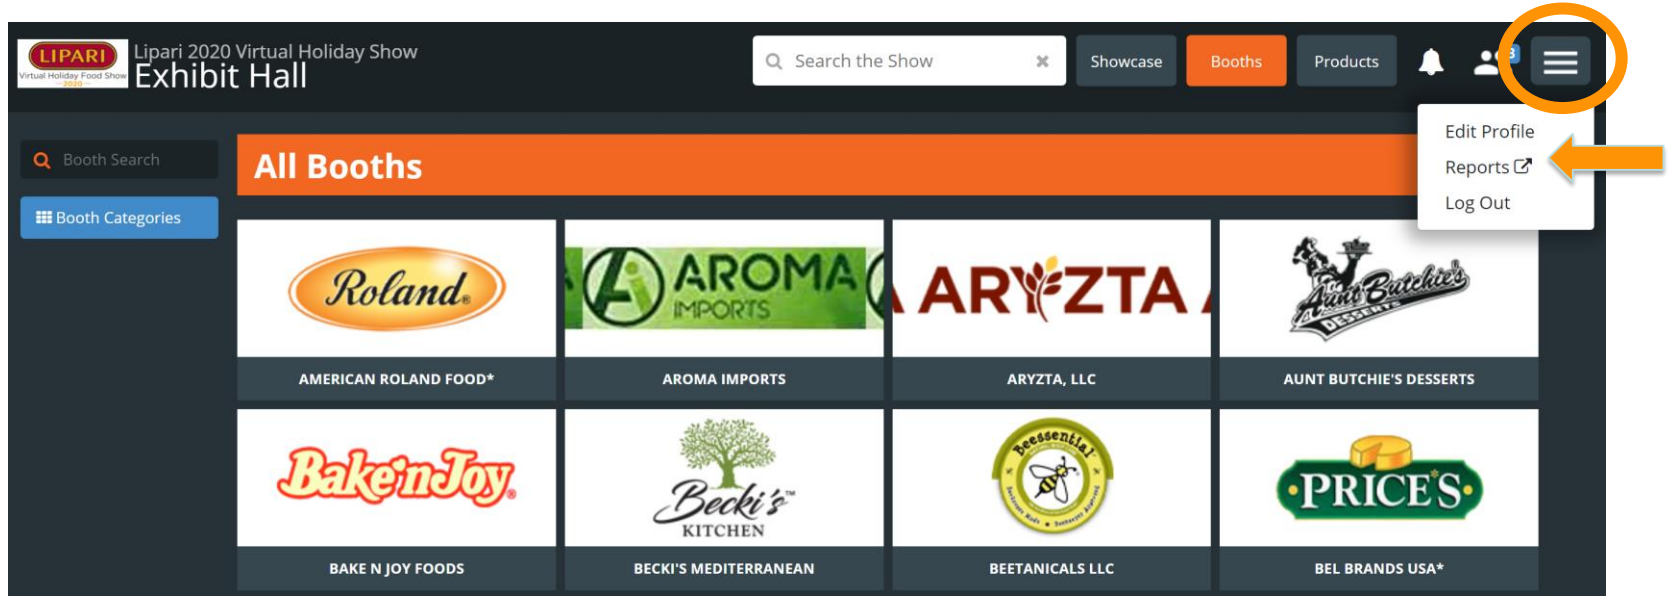 LIPARI
Virtual Holiday Food Show
2020
Lipari 2020 Virtual Holiday Show
Exhibit Hall
Search the Show
Showcase
Booths
Products
Edit Profile
Reports
Log Out
Booth Search
Booth Categories
All Booths
Roland
AROMA
IMPORTS
ARYZTA
Aunt Butchie's
DESSERTS
AMERICAN ROLAND FOOD*
AROMA IMPORTS
ARYZTA, LLC
AUNT BUTCHIE'S DESSERTS
Bake'nJoy
Becki's™
KITCHEN
Beessential
PRICE'S
BAKE N JOY FOODS
BECKI'S MEDITERRANEAN
BEETANICALS LLC
BEL BRANDS USA*